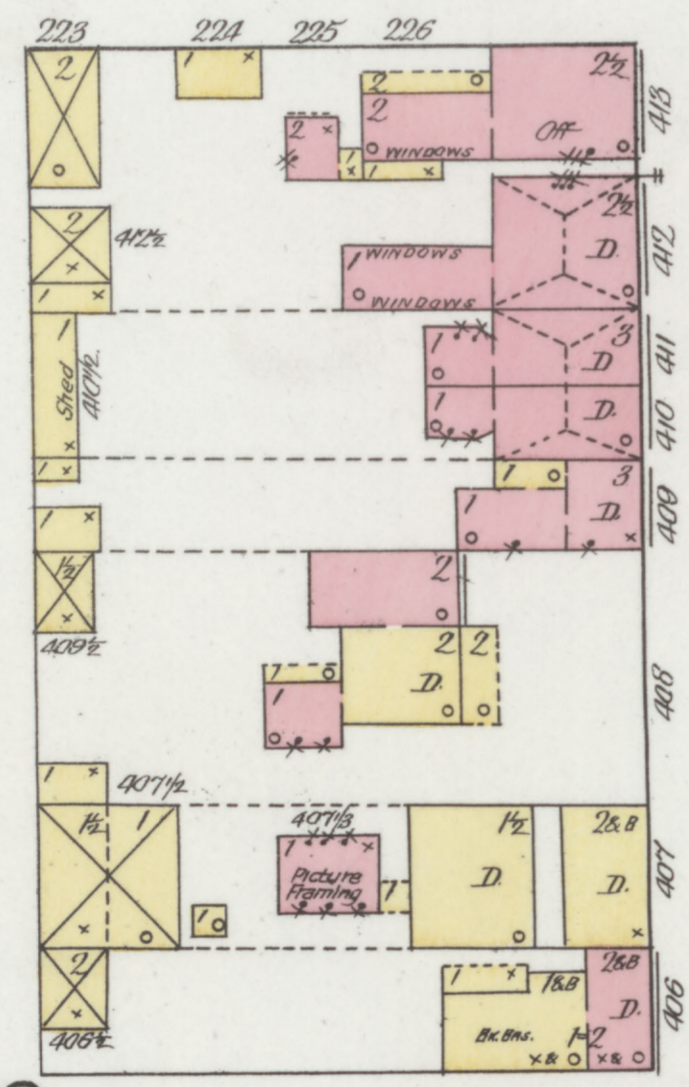 223 224 225 226
2 1 x 2 2½ 413
2 Off
2 x WINDOWS
1 x 1 x
2 412½ 2½ 412
x 1 WINDOWS D.
1 x WINDOWS
1 1 3 411
Shed 410½ D
1 D. 410
x
1 x 1 3 409
1 D.
1 x x
1½ 2
x
409½ 2 2 408
D.
1
1 x 407½
1½ 1 407⅓ 1½ 2&B 407
1 x
Picture D. D.
Framing 1
x 1 x
2 1 x 1&B 2&B 406
x D.
406½ BK.BAS. 1=2
x&O x&O